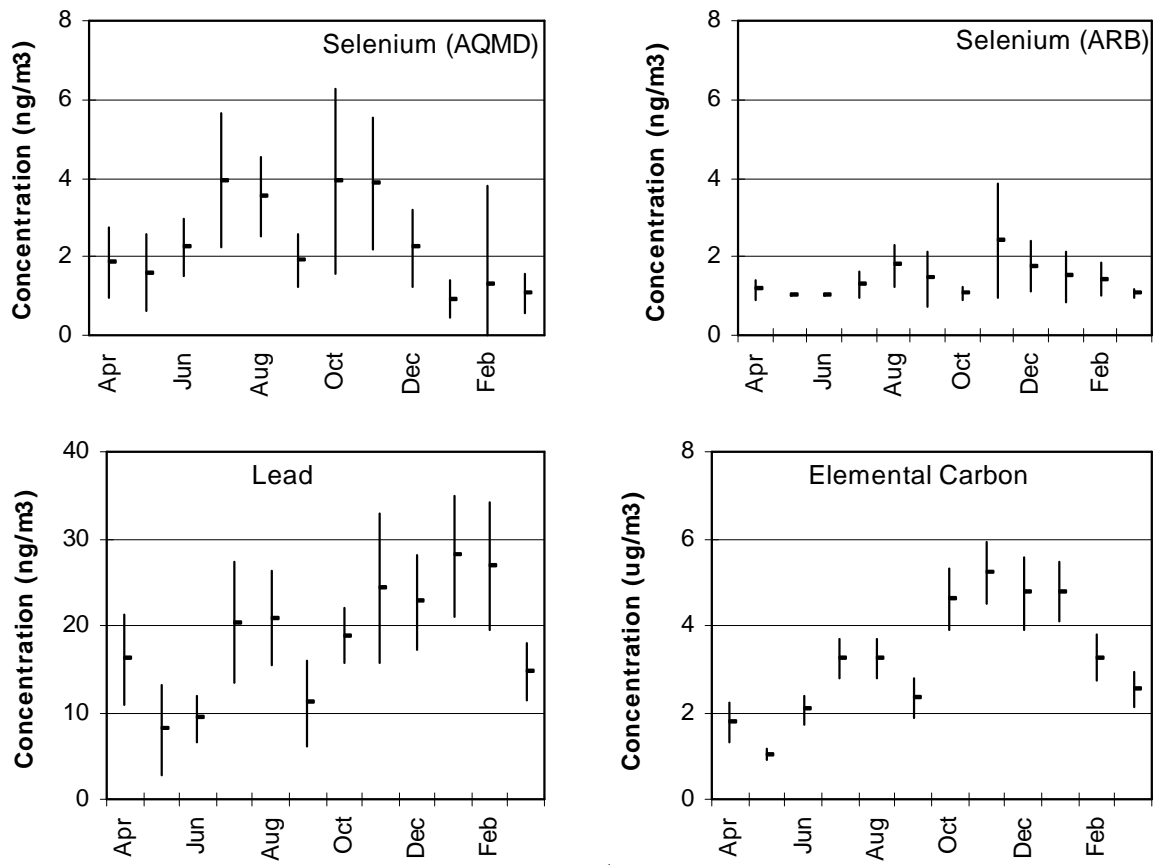 Selenium (AQMD)
Concentration (ng/m3)
8
6
4
2
0
Apr
Jun
Aug
Oct
Dec
Feb
Selenium (ARB)
Concentration (ng/m3)
8
6
4
2
0
Apr
Jun
Aug
Oct
Dec
Feb
Lead
Concentration (ng/m3)
40
30
20
10
0
Apr
Jun
Aug
Oct
Dec
Feb
Elemental Carbon
Concentration (ug/m3)
8
6
4
2
0
Apr
Jun
Aug
Oct
Dec
Feb